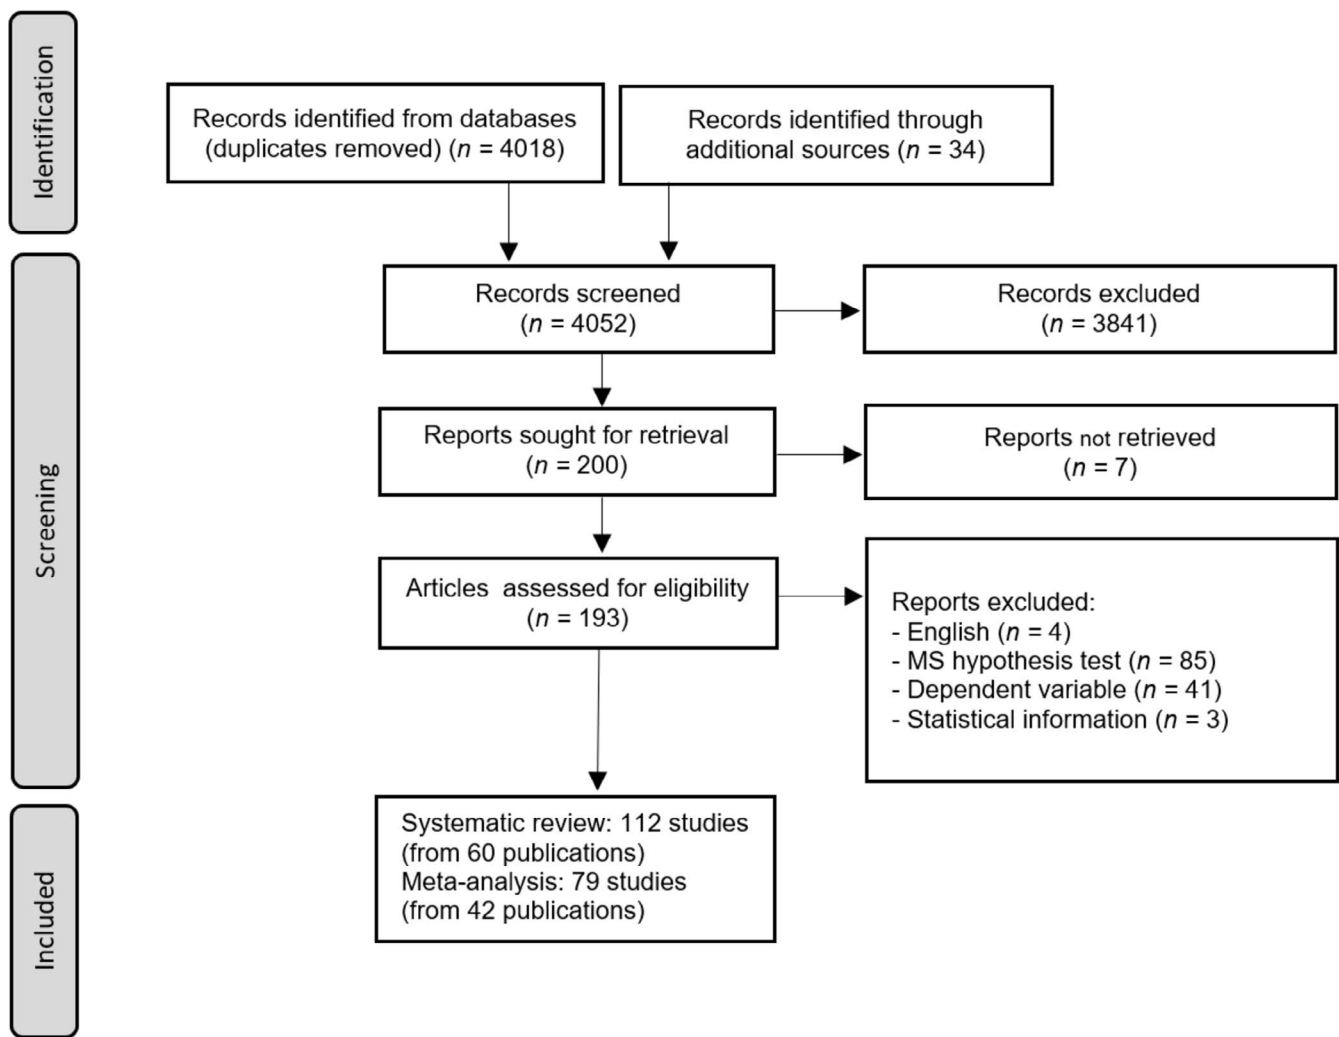 Identification
Records identified from databases
(duplicates removed) (n = 4018)
Records identified through
additional sources (n = 34)
Screening
Records screened
(n = 4052)
Records excluded
(n = 3841)
Reports sought for retrieval
(n = 200)
Reports not retrieved
(n = 7)
Articles assessed for eligibility
(n = 193)
Reports excluded:
- English (n = 4)
- MS hypothesis test (n = 85)
- Dependent variable (n = 41)
- Statistical information (n = 3)
Included
Systematic review: 112 studies
(from 60 publications)
Meta-analysis: 79 studies
(from 42 publications)